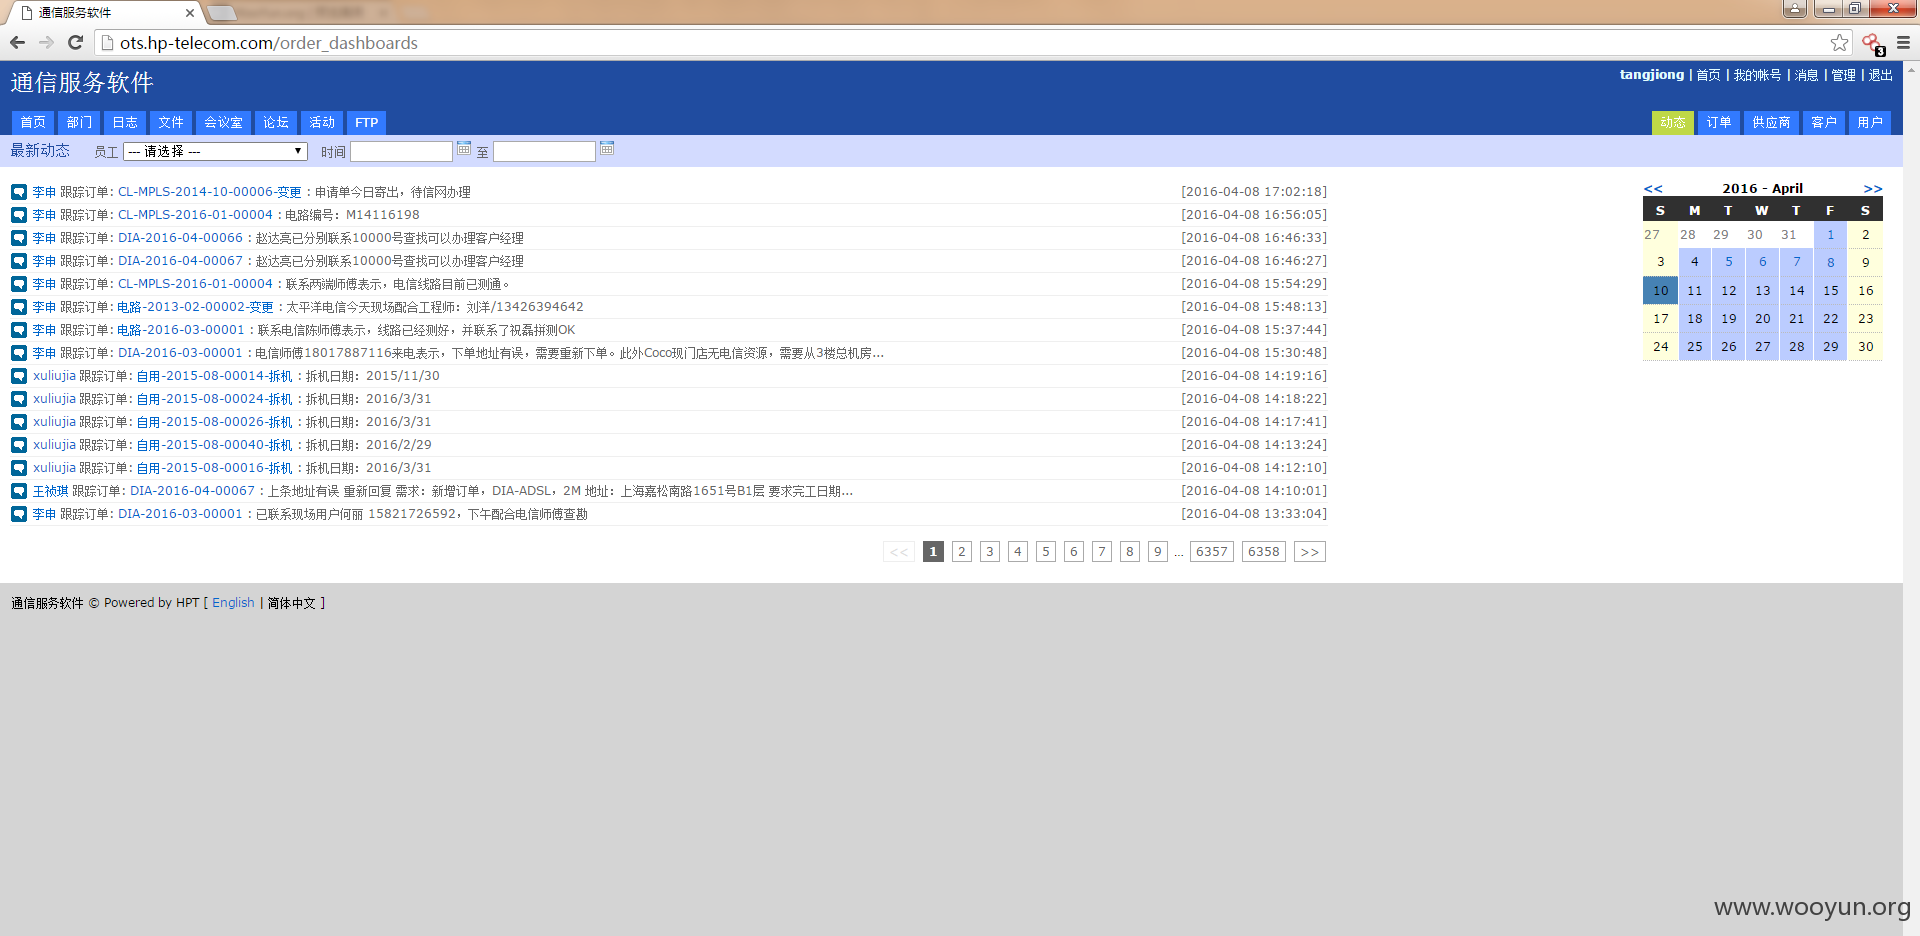 通信服务软件
ots.hp-telecom.com/order_dashboards
3
通信服务软件
tangjiong | 首页 | 我的帐号 | 消息 | 管理 | 退出
首页 部门 日志 文件 会议室 论坛 活动 FTP 动态 订单 供应商 客户 用户
最新动态 员工 --- 请选择 --- 时间 至
李申 跟踪订单: CL-MPLS-2014-10-00006-变更 : 申请单今日寄出，待信网办理 [2016-04-08 17:02:18]
李申 跟踪订单: CL-MPLS-2016-01-00004 : 电路编号：M14116198 [2016-04-08 16:56:05]
李申 跟踪订单: DIA-2016-04-00066 : 赵达亮已分别联系10000号查找可以办理客户经理 [2016-04-08 16:46:33]
李申 跟踪订单: DIA-2016-04-00067 : 赵达亮已分别联系10000号查找可以办理客户经理 [2016-04-08 16:46:27]
李申 跟踪订单: CL-MPLS-2016-01-00004 : 联系两端师傅表示，电信线路目前已测通。 [2016-04-08 15:54:29]
李申 跟踪订单: 电路-2013-02-00002-变更 : 太平洋电信今天现场配合工程师：刘洋/13426394642 [2016-04-08 15:48:13]
李申 跟踪订单: 电路-2016-03-00001 : 联系电信陈师傅表示，线路已经测好，并联系了祝磊拼测OK [2016-04-08 15:37:44]
李申 跟踪订单: DIA-2016-03-00001 : 电信师傅18017887116来电表示，下单地址有误，需要重新下单。此外Coco现门店无电信资源，需要从3楼总机房... [2016-04-08 15:30:48]
xuliujia 跟踪订单: 自用-2015-08-00014-拆机 : 拆机日期：2015/11/30 [2016-04-08 14:19:16]
xuliujia 跟踪订单: 自用-2015-08-00024-拆机 : 拆机日期：2016/3/31 [2016-04-08 14:18:22]
xuliujia 跟踪订单: 自用-2015-08-00026-拆机 : 拆机日期：2016/3/31 [2016-04-08 14:17:41]
xuliujia 跟踪订单: 自用-2015-08-00040-拆机 : 拆机日期：2016/2/29 [2016-04-08 14:13:24]
xuliujia 跟踪订单: 自用-2015-08-00016-拆机 : 拆机日期：2016/3/31 [2016-04-08 14:12:10]
王祯琪 跟踪订单: DIA-2016-04-00067 : 上条地址有误 重新回复 需求：新增订单，DIA-ADSL，2M 地址：上海嘉松南路1651号B1层 要求完工日期... [2016-04-08 14:10:01]
李申 跟踪订单: DIA-2016-03-00001 : 已联系现场用户何丽 15821726592，下午配合电信师傅查勘 [2016-04-08 13:33:04]
<< 1 2 3 4 5 6 7 8 9 ... 6357 6358 >>
<< 2016 - April >>
S M T W T F S
27 28 29 30 31 1 2
3 4 5 6 7 8 9
10 11 12 13 14 15 16
17 18 19 20 21 22 23
24 25 26 27 28 29 30
通信服务软件 © Powered by HPT [ English | 简体中文 ]
www.wooyun.org